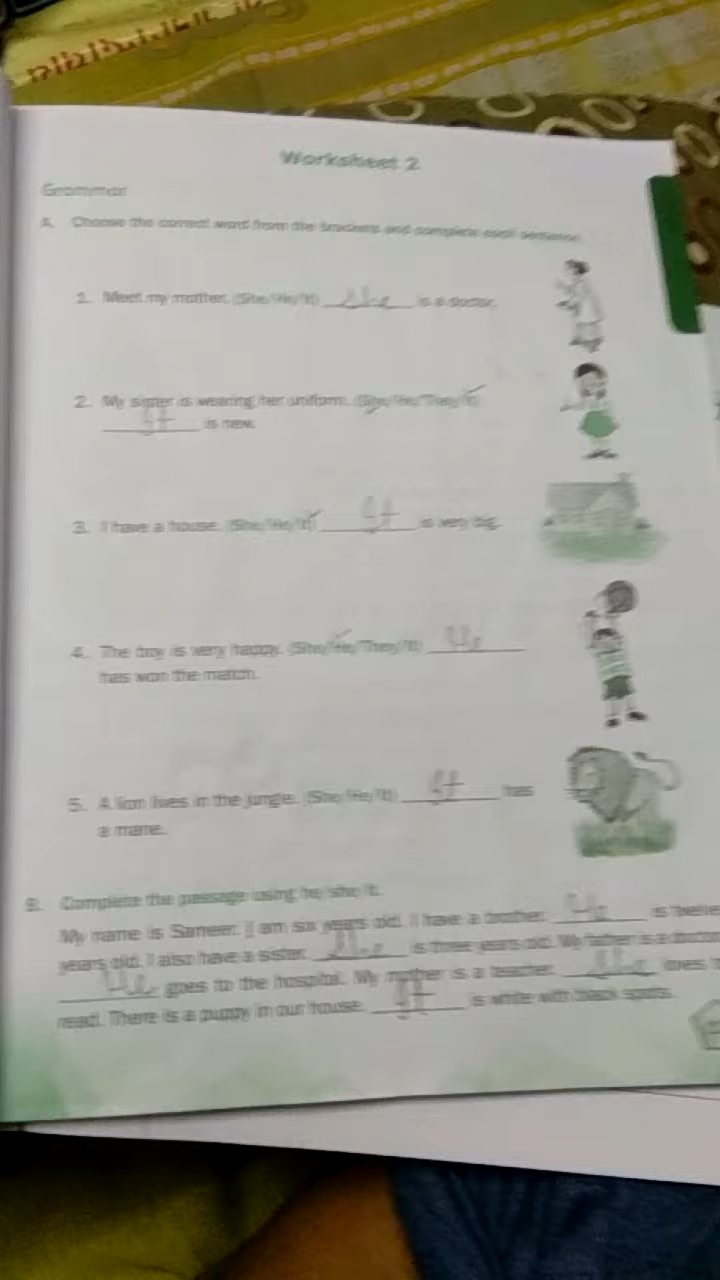 Worksheet 2
Grammar
A. Choose the correct word from the brackets and complete each sentence.
1. Meet my mother. (She/He/It) She is a doctor.
2. My sister is wearing her uniform. (She/He/They/It)
It is new.
3. I have a house. (She/He/It) It is very big.
4. The boy is very happy. (She/He/They/It) He
has won the match.
5. A lion lives in the jungle. (She/He/It) It has
a mane.
B. Complete the passage using he/she/it.
My name is Sameer. I am six years old. I have a brother. He is twelve
years old. I also have a sister. She is three years old. My father is a doctor.
He goes to the hospital. My mother is a teacher. She loves
read. There is a puppy in our house. It is white with black spots.